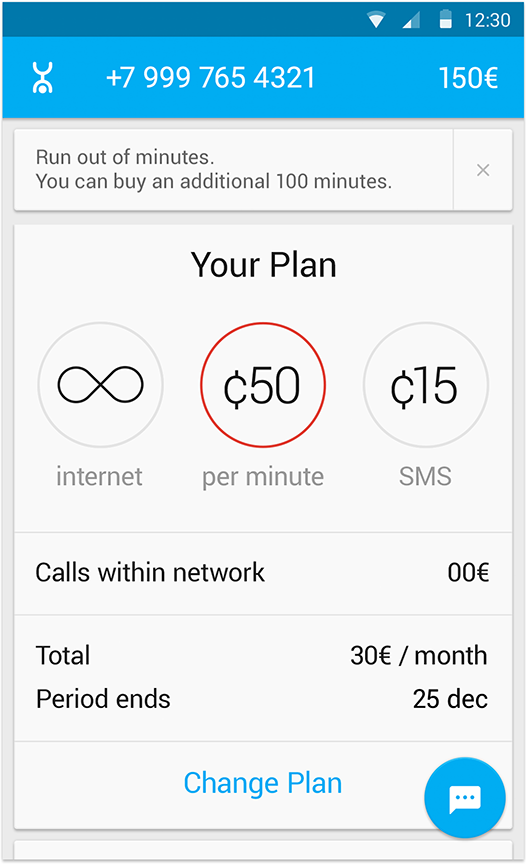 12:30
+7 999 765 4321 150€
Run out of minutes.
You can buy an additional 100 minutes.
Your Plan
¢50 ¢15
internet per minute SMS
Calls within network 00€
Total 30€ / month
Period ends 25 dec
Change Plan